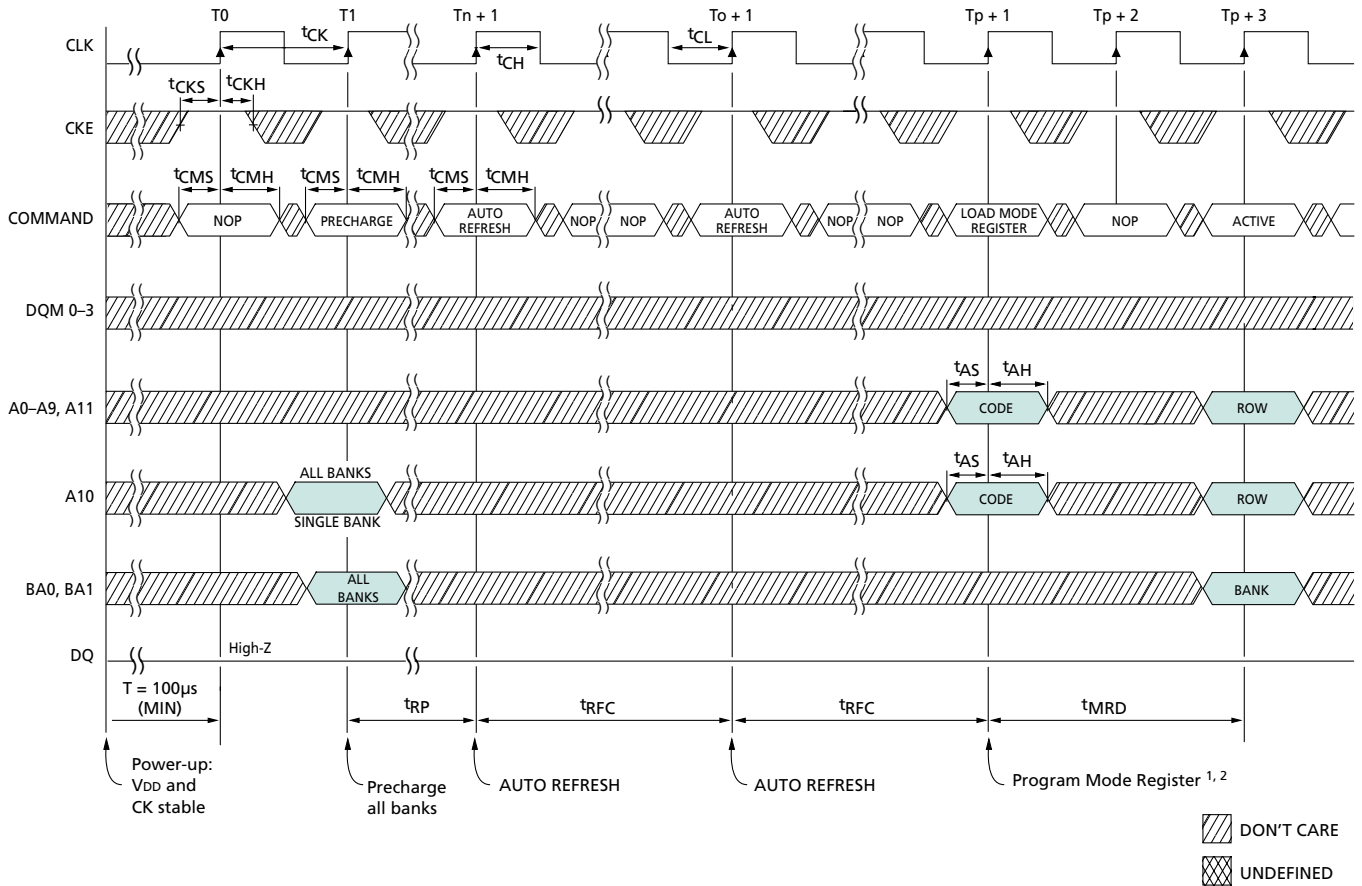 T0 T1 Tn + 1 To + 1 Tp + 1 Tp + 2 Tp + 3
CLK tCK tCH tCL
tCKS tCKH
CKE
tCMS tCMH tCMS tCMH tCMS tCMH
COMMAND NOP PRECHARGE AUTO REFRESH NOP NOP AUTO REFRESH NOP NOP LOAD MODE REGISTER NOP ACTIVE
DQM 0–3
tAS tAH
A0–A9, A11 CODE ROW
ALL BANKS tAS tAH
A10 CODE ROW
SINGLE BANK
BA0, BA1 ALL BANKS BANK
DQ High-Z
T = 100µs
(MIN) tRP tRFC tRFC tMRD
Power-up:
VDD and
CK stable
Precharge
all banks
AUTO REFRESH
AUTO REFRESH
Program Mode Register 1, 2
DON'T CARE
UNDEFINED